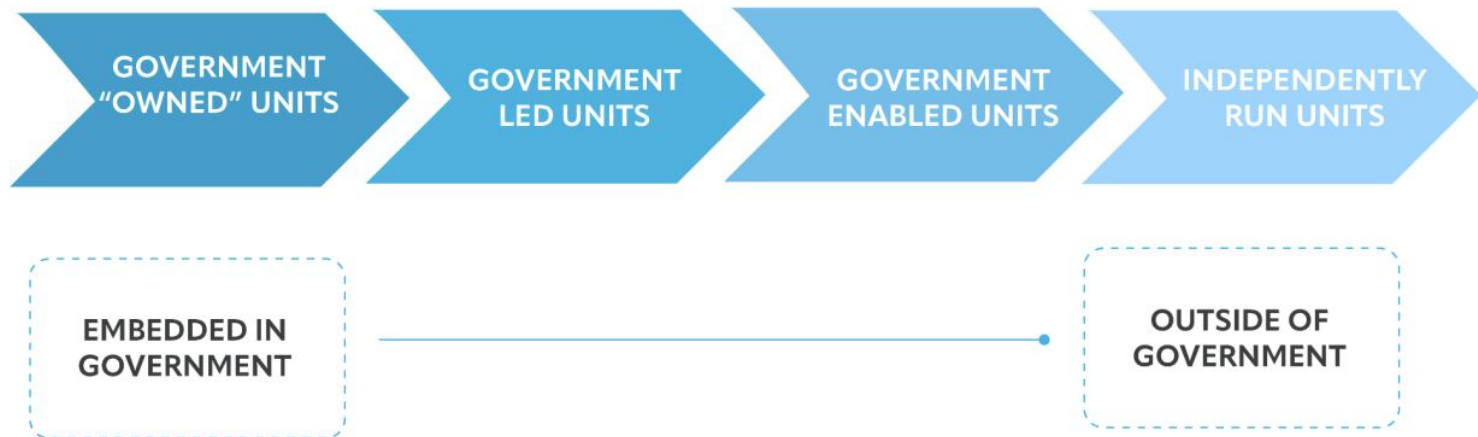 GOVERNMENT
“OWNED” UNITS
GOVERNMENT
LED UNITS
GOVERNMENT
ENABLED UNITS
INDEPENDENTLY
RUN UNITS
EMBEDDED IN
GOVERNMENT
OUTSIDE OF
GOVERNMENT